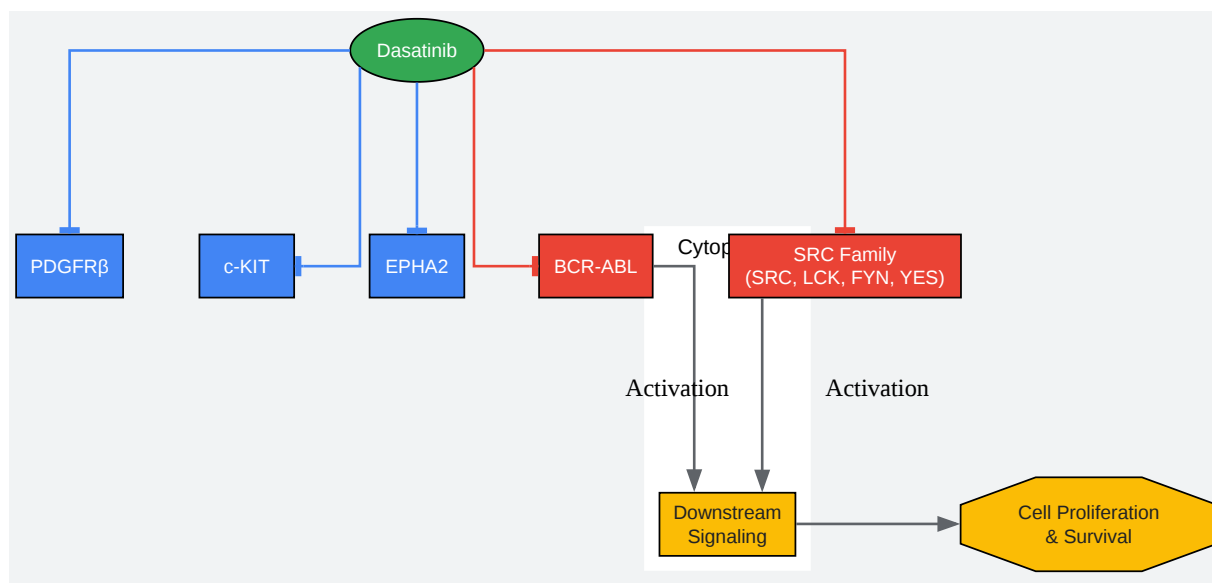 Dasatinib
PDGFRβ
c-KIT
EPHA2
BCR-ABL
Cytop
SRC Family
(SRC, LCK, FYN, YES)
Activation
Activation
Downstream
Signaling
Cell Proliferation
& Survival